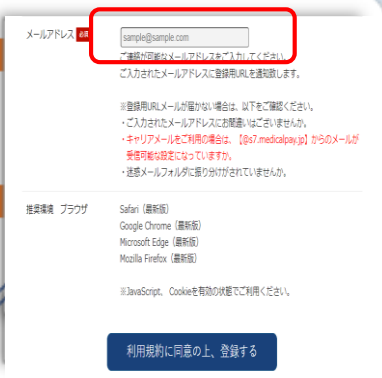 メールアドレス 必須
sample@sample.com
ご連絡が可能なメールアドレスをご入力してください。
ご入力されたメールアドレスに登録用URLを通知致します。
※登録用URLメールが届かない場合は、以下をご確認ください。
・ご入力されたメールアドレスにお間違いはございませんか。
・キャリアメールをご利用の場合は、【@s7.medicalpay.jp】からのメールが
受信可能な設定になっていますか。
・迷惑メールフォルダに振り分けがされていませんか。
推奨環境 ブラウザ
Safari（最新版）
Google Chrome（最新版）
Microsoft Edge（最新版）
Mozilla Firefox（最新版）
※JavaScript、Cookieを有効の状態でご利用ください。
利用規約に同意の上、登録する